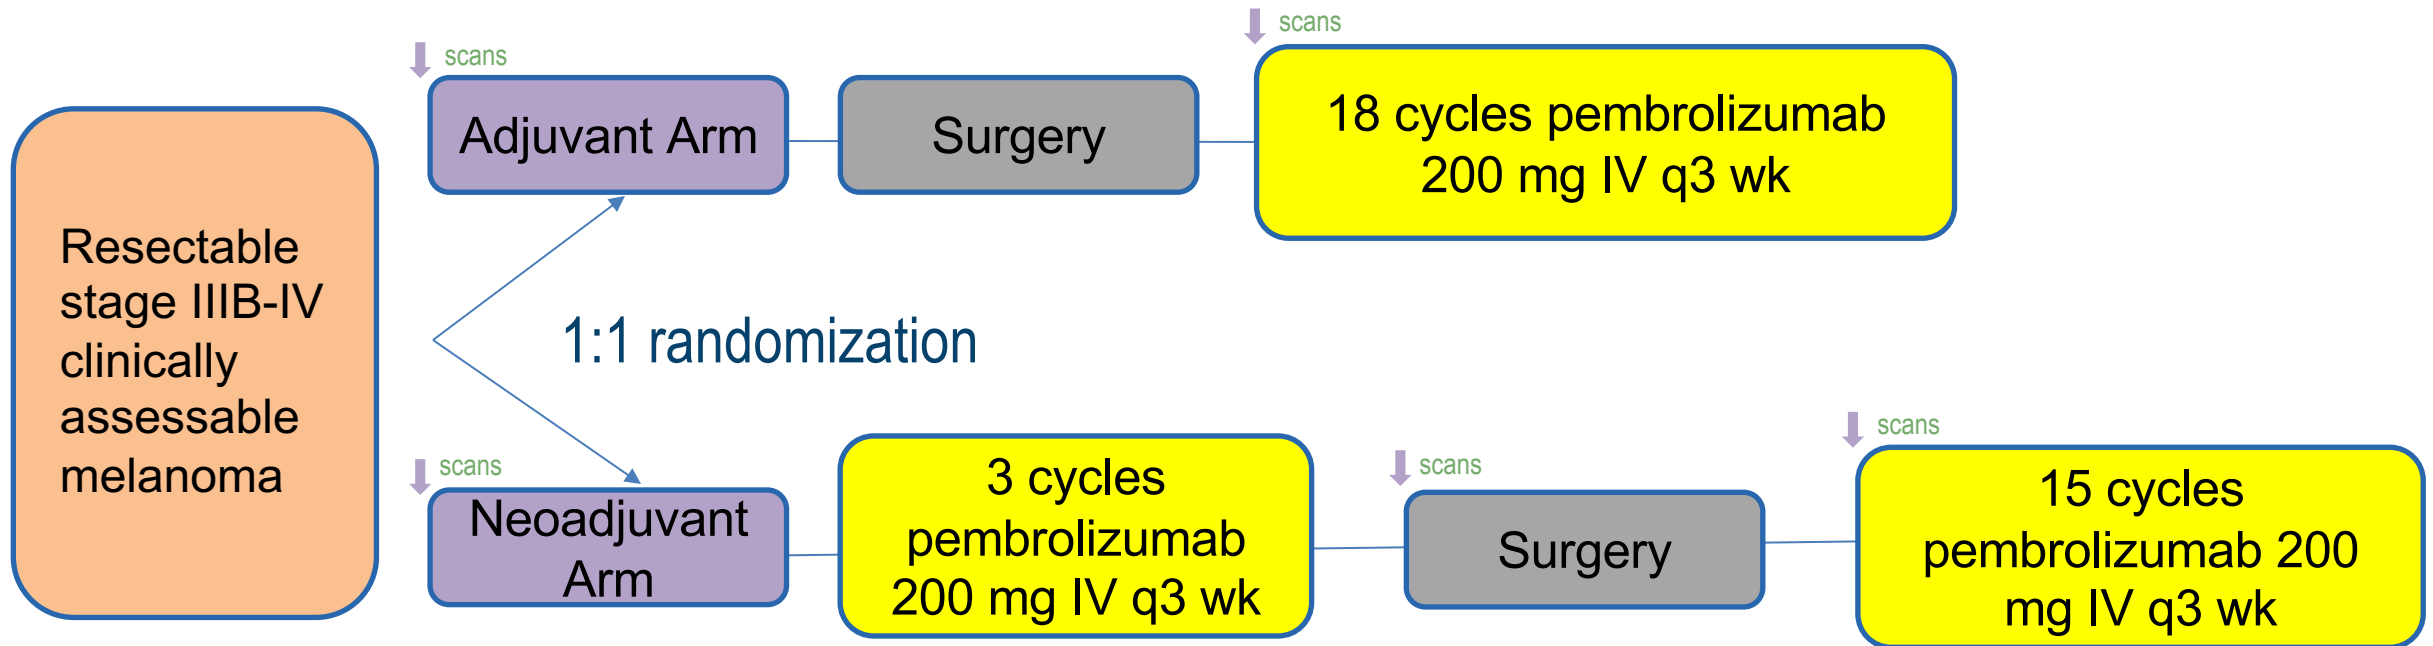 scans
scans
Adjuvant Arm
Surgery
18 cycles pembrolizumab
200 mg IV q3 wk
Resectable
stage IIIB-IV
clinically
assessable
melanoma
1:1 randomization
scans
scans
scans
Neoadjuvant
Arm
3 cycles
pembrolizumab
200 mg IV q3 wk
Surgery
15 cycles
pembrolizumab 200
mg IV q3 wk